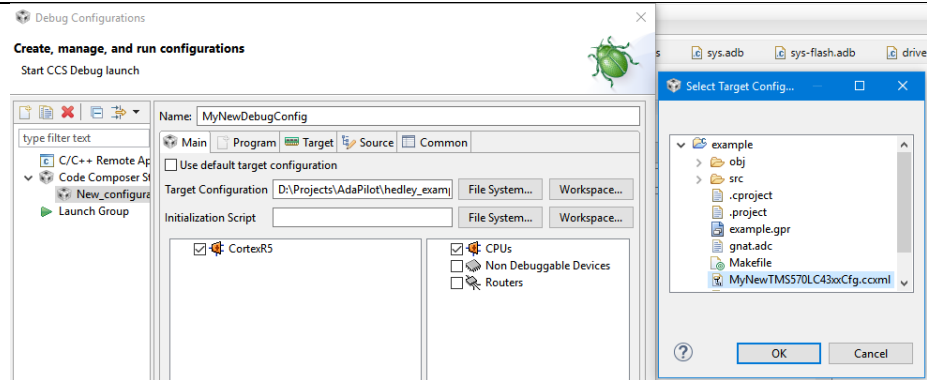 Debug Configurations
Create, manage, and run configurations
Start CCS Debug launch
type filter text
C/C++ Remote Ap
Code Composer St
New_configura
Launch Group
Name: MyNewDebugConfig
Main Program Target Source Common
Use default target configuration
Target Configuration D:\Projects\AdaPilot\hedley_examp File System... Workspace...
Initialization Script File System... Workspace...
CortexR5
CPUs
Non Debuggable Devices
Routers
s sys.adb sys-flash.adb drive
Select Target Config...
example
obj
src
.cproject
.project
example.gpr
gnat.adc
Makefile
MyNewTMS570LC43xxCfg.ccxml
OK Cancel